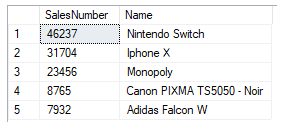 SalesNumber Name
1 46237 Nintendo Switch
2 31704 Iphone X
3 23456 Monopoly
4 8765 Canon PIXMA TS5050 - Noir
5 7932 Adidas Falcon W